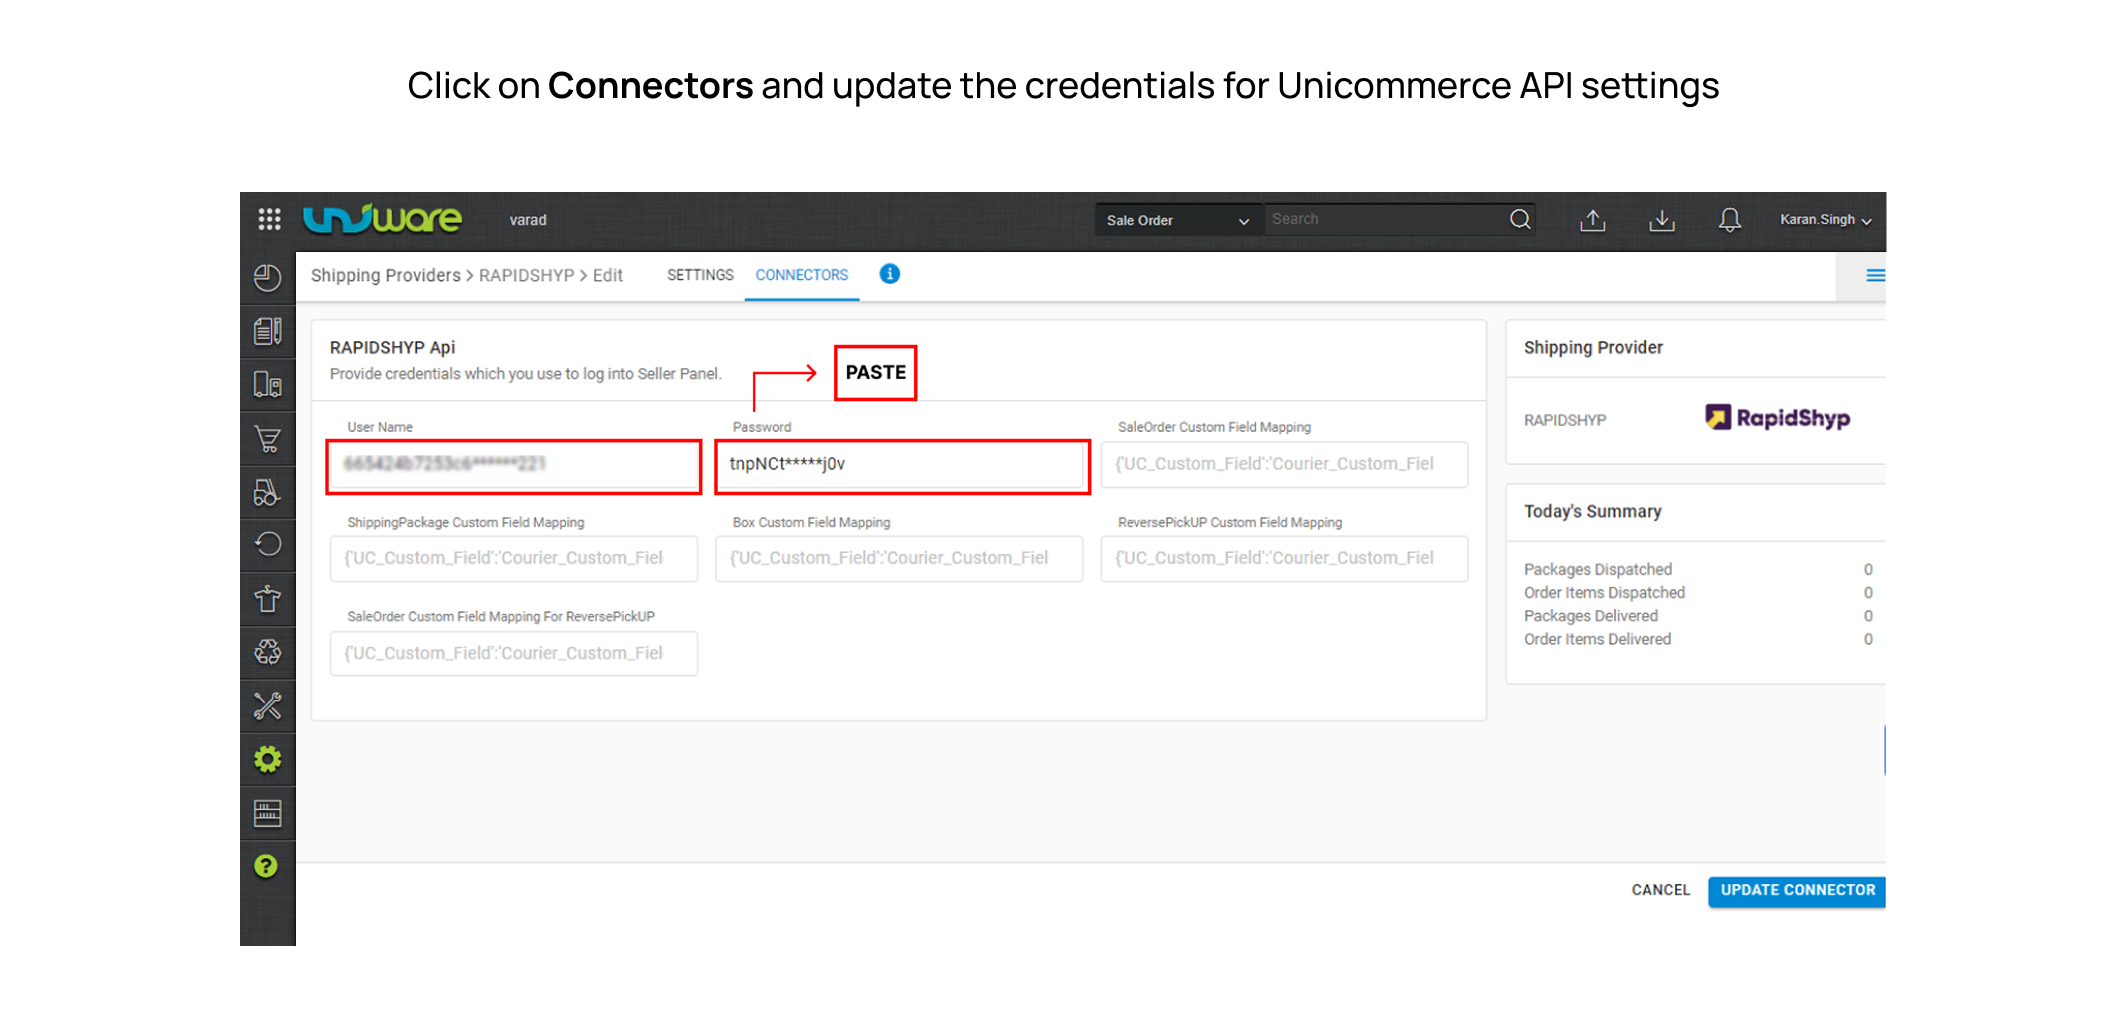 Click on Connectors and update the credentials for Unicommerce API settings
uniware
varad
Sale Order
Search
Karan.Singh
Shipping Providers > RAPIDSHYP > Edit
SETTINGS
CONNECTORS
i
RAPIDSHYP Api
Provide credentials which you use to log into Seller Panel.
PASTE
User Name
Password
SaleOrder Custom Field Mapping
tnpNCt*****j0v
{'UC_Custom_Field':'Courier_Custom_Fiel
ShippingPackage Custom Field Mapping
Box Custom Field Mapping
ReversePickUP Custom Field Mapping
{'UC_Custom_Field':'Courier_Custom_Fiel
{'UC_Custom_Field':'Courier_Custom_Fiel
{'UC_Custom_Field':'Courier_Custom_Fiel
SaleOrder Custom Field Mapping For ReversePickUP
{'UC_Custom_Field':'Courier_Custom_Fiel
Shipping Provider
RAPIDSHYP
RapidShyp
Today's Summary
Packages Dispatched 0
Order Items Dispatched 0
Packages Delivered 0
Order Items Delivered 0
?
CANCEL
UPDATE CONNECTOR